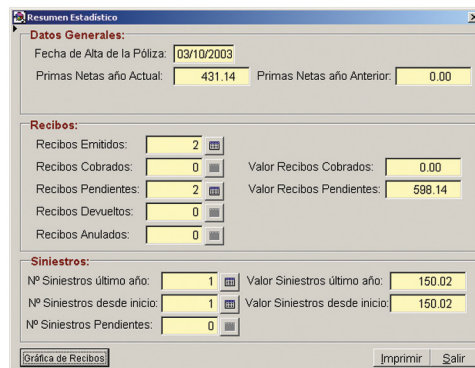 Resumen Estadístico
Datos Generales:
Fecha de Alta de la Póliza: 03/10/2003
Primas Netas año Actual: 431.14 Primas Netas año Anterior: 0.00
Recibos:
Recibos Emitidos: 2
Recibos Cobrados: 0 Valor Recibos Cobrados: 0.00
Recibos Pendientes: 2 Valor Recibos Pendientes: 598.14
Recibos Devueltos: 0
Recibos Anulados: 0
Siniestros:
Nº Siniestros último año: 1 Valor Siniestros último año: 150.02
Nº Siniestros desde inicio: 1 Valor Siniestros desde inicio: 150.02
Nº Siniestros Pendientes: 0
Gráfica de Recibos Imprimir Salir